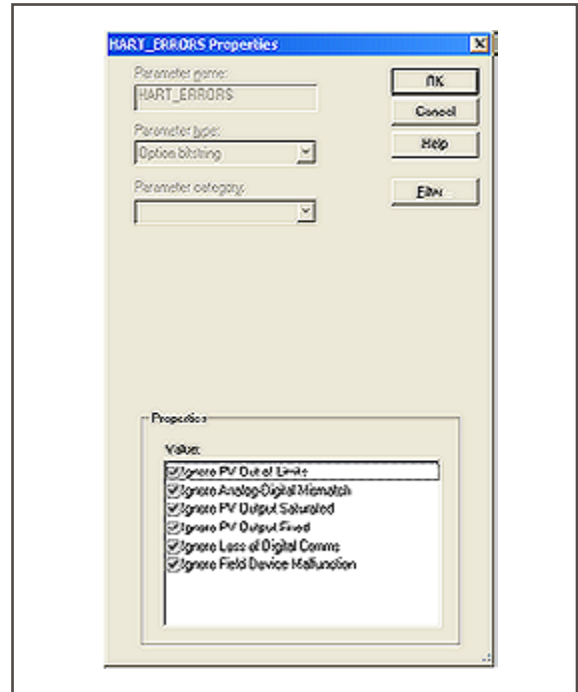 HART_ERRORS Properties
Parameter name:
HART_ERRORS
OK
Cancel
Parameter type:
Option bitstring
Help
Parameter category:
Filter
Properties
Value:
Ignore PV Out of Limits
Ignore Analog-Digital Mismatch
Ignore PV Output Saturated
Ignore PV Output Fixed
Ignore Loss of Digital Comms
Ignore Field Device Malfunction